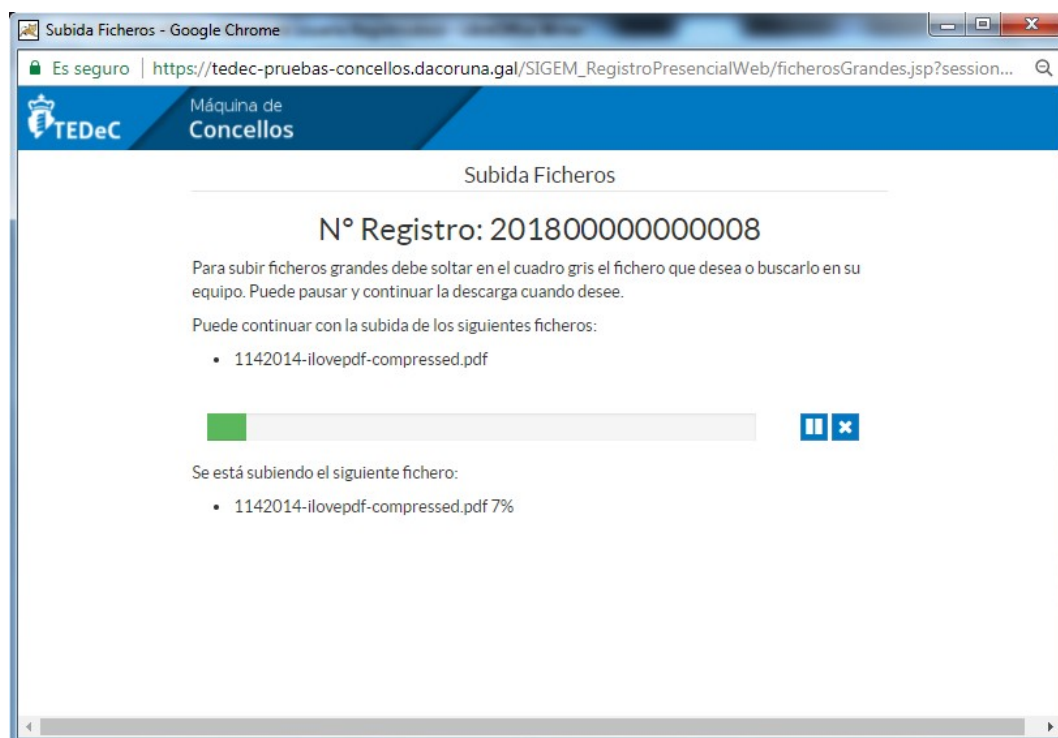 Subida Ficheros - Google Chrome
Es seguro | https://tedec-pruebas-concellos.dacoruna.gal/SIGEM_RegistroPresencialWeb/ficherosGrandes.jsp?session...
TEDeC
Máquina de
Concellos
Subida Ficheros
Nº Registro: 201800000000008
Para subir ficheros grandes debe soltar en el cuadro gris el fichero que desea o buscarlo en su
equipo. Puede pausar y continuar la descarga cuando desee.
Puede continuar con la subida de los siguientes ficheros:
• 1142014-ilovepdf-compressed.pdf
Se está subiendo el siguiente fichero:
• 1142014-ilovepdf-compressed.pdf 7%